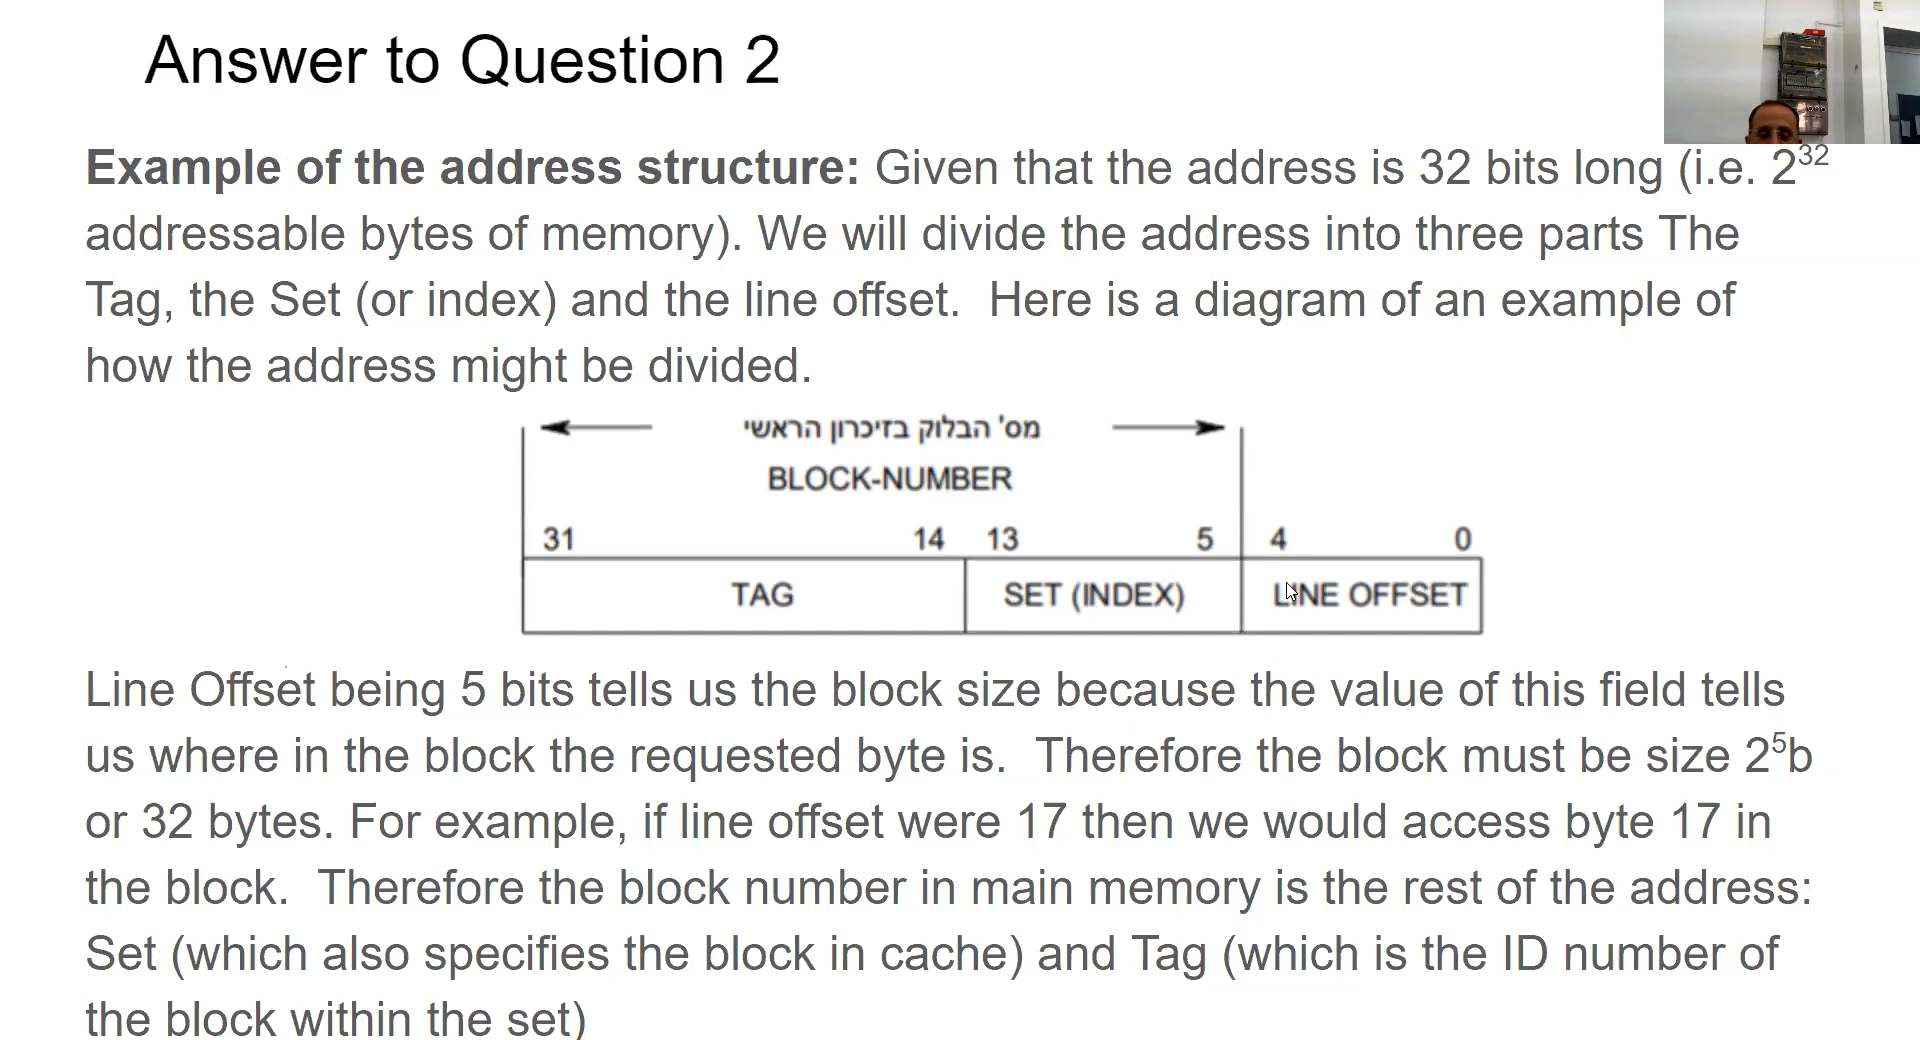 Answer to Question 2
Example of the address structure: Given that the address is 32 bits long (i.e. 2³²
addressable bytes of memory). We will divide the address into three parts The
Tag, the Set (or index) and the line offset.  Here is a diagram of an example of
how the address might be divided.
מס' הבלוק בזיכרון הראשי
BLOCK-NUMBER
31 14 13 5 4 0
TAG SET (INDEX) LINE OFFSET
Line Offset being 5 bits tells us the block size because the value of this field tells
us where in the block the requested byte is.  Therefore the block must be size 2⁵b
or 32 bytes. For example, if line offset were 17 then we would access byte 17 in
the block.  Therefore the block number in main memory is the rest of the address:
Set (which also specifies the block in cache) and Tag (which is the ID number of
the block within the set)